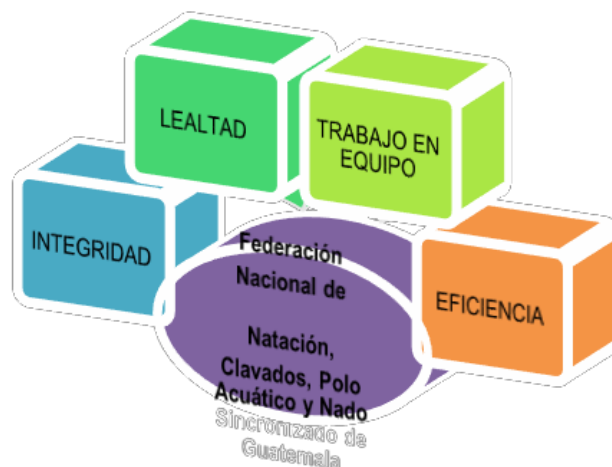 LEALTAD
TRABAJO EN
EQUIPO
INTEGRIDAD
EFICIENCIA
Federación
Nacional de
Natación,
Clavados, Polo
Acuático y Nado
Sincronizado de
Guatemala